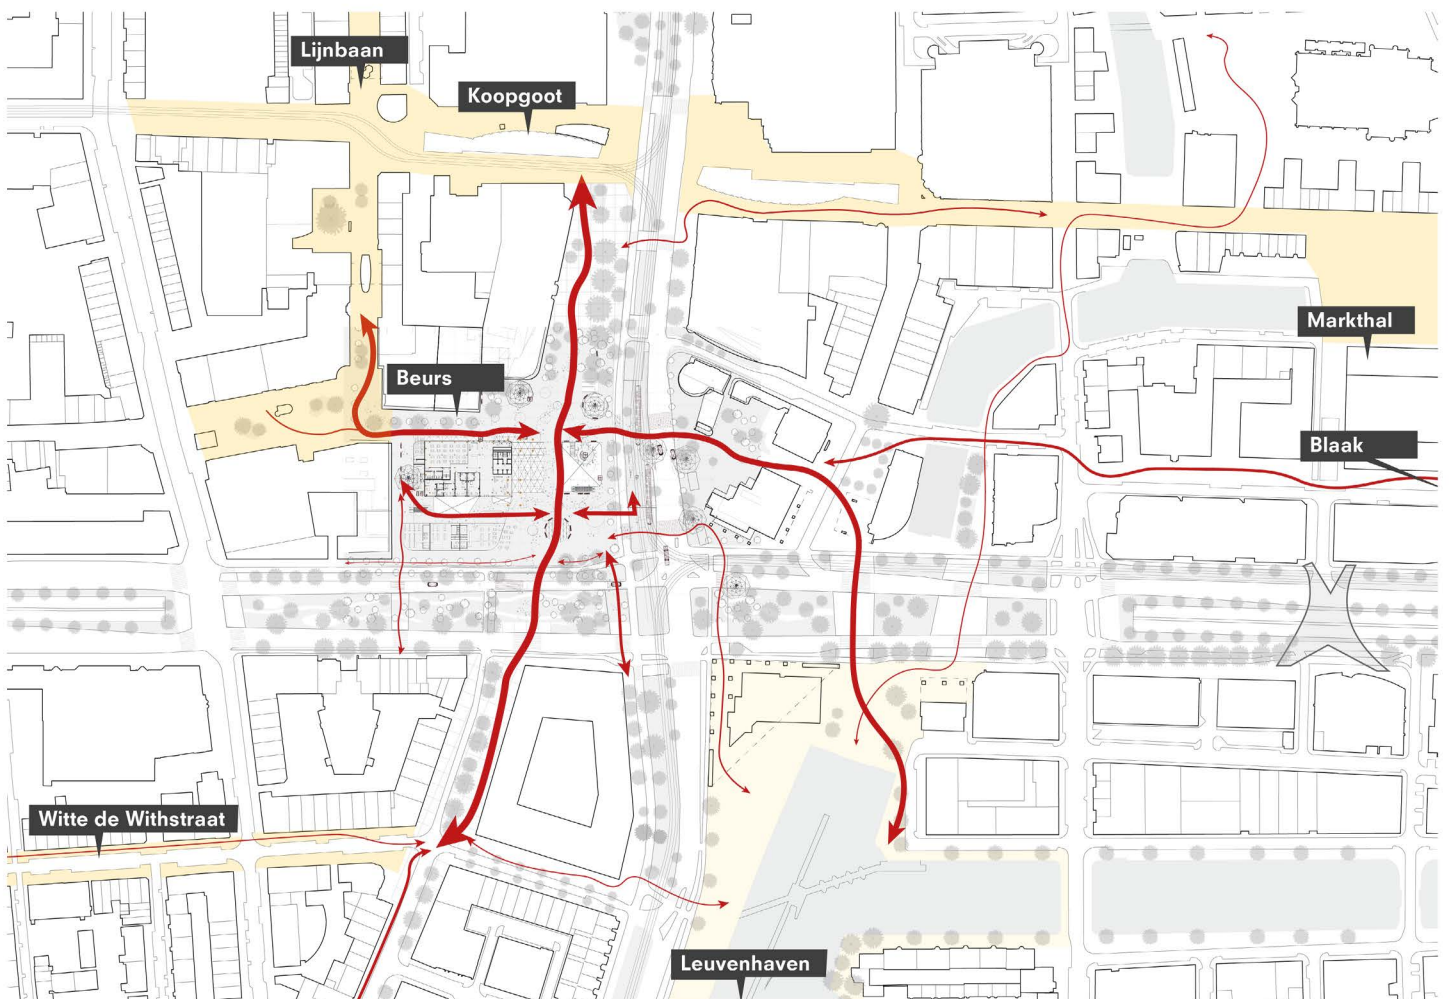 Lijnbaan
Koopgoot
Markthal
Beurs
Blaak
Witte de Withstraat
Leuvenhaven